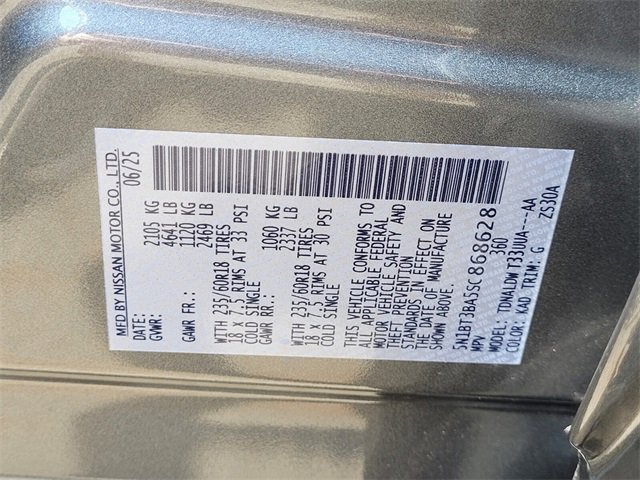 MFD BY NISSAN MOTOR CO., LTD.
DATE: 06/25
GVWR: 2105 KG
4641 LB
GAWR FR.: 1120 KG
2469 LB
WITH 235/60R18 TIRES
18 X 7.5 RIMS AT 33 PSI
COLD SINGLE
GAWR RR.: 1060 KG
2337 LB
WITH 235/60R18 TIRES
18 X 7.5 RIMS AT 30 PSI
COLD SINGLE
THIS VEHICLE CONFORMS TO
ALL APPLICABLE FEDERAL
MOTOR VEHICLE SAFETY AND
THEFT PREVENTION
STANDARDS IN EFFECT ON
THE DATE OF MANUFACTURE
SHOWN ABOVE.
5N1BT3BA5SC868628
MPV 360
MODEL: TDNALDW T33UUA---AA
COLOR: KAD TRIM: G ZS30A